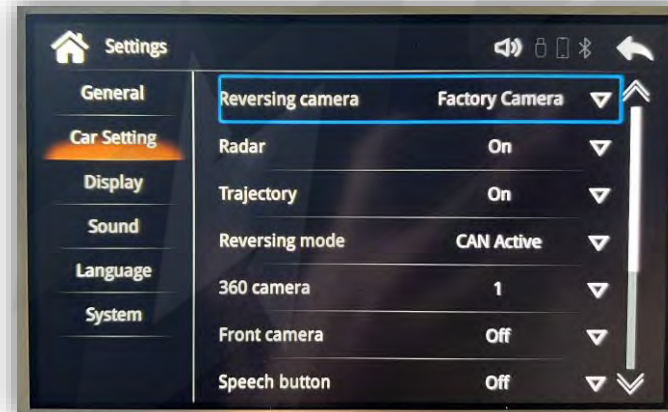 Settings
General
Car Setting
Display
Sound
Language
System
Reversing camera Factory Camera
Radar On
Trajectory On
Reversing mode CAN Active
360 camera 1
Front camera Off
Speech button Off